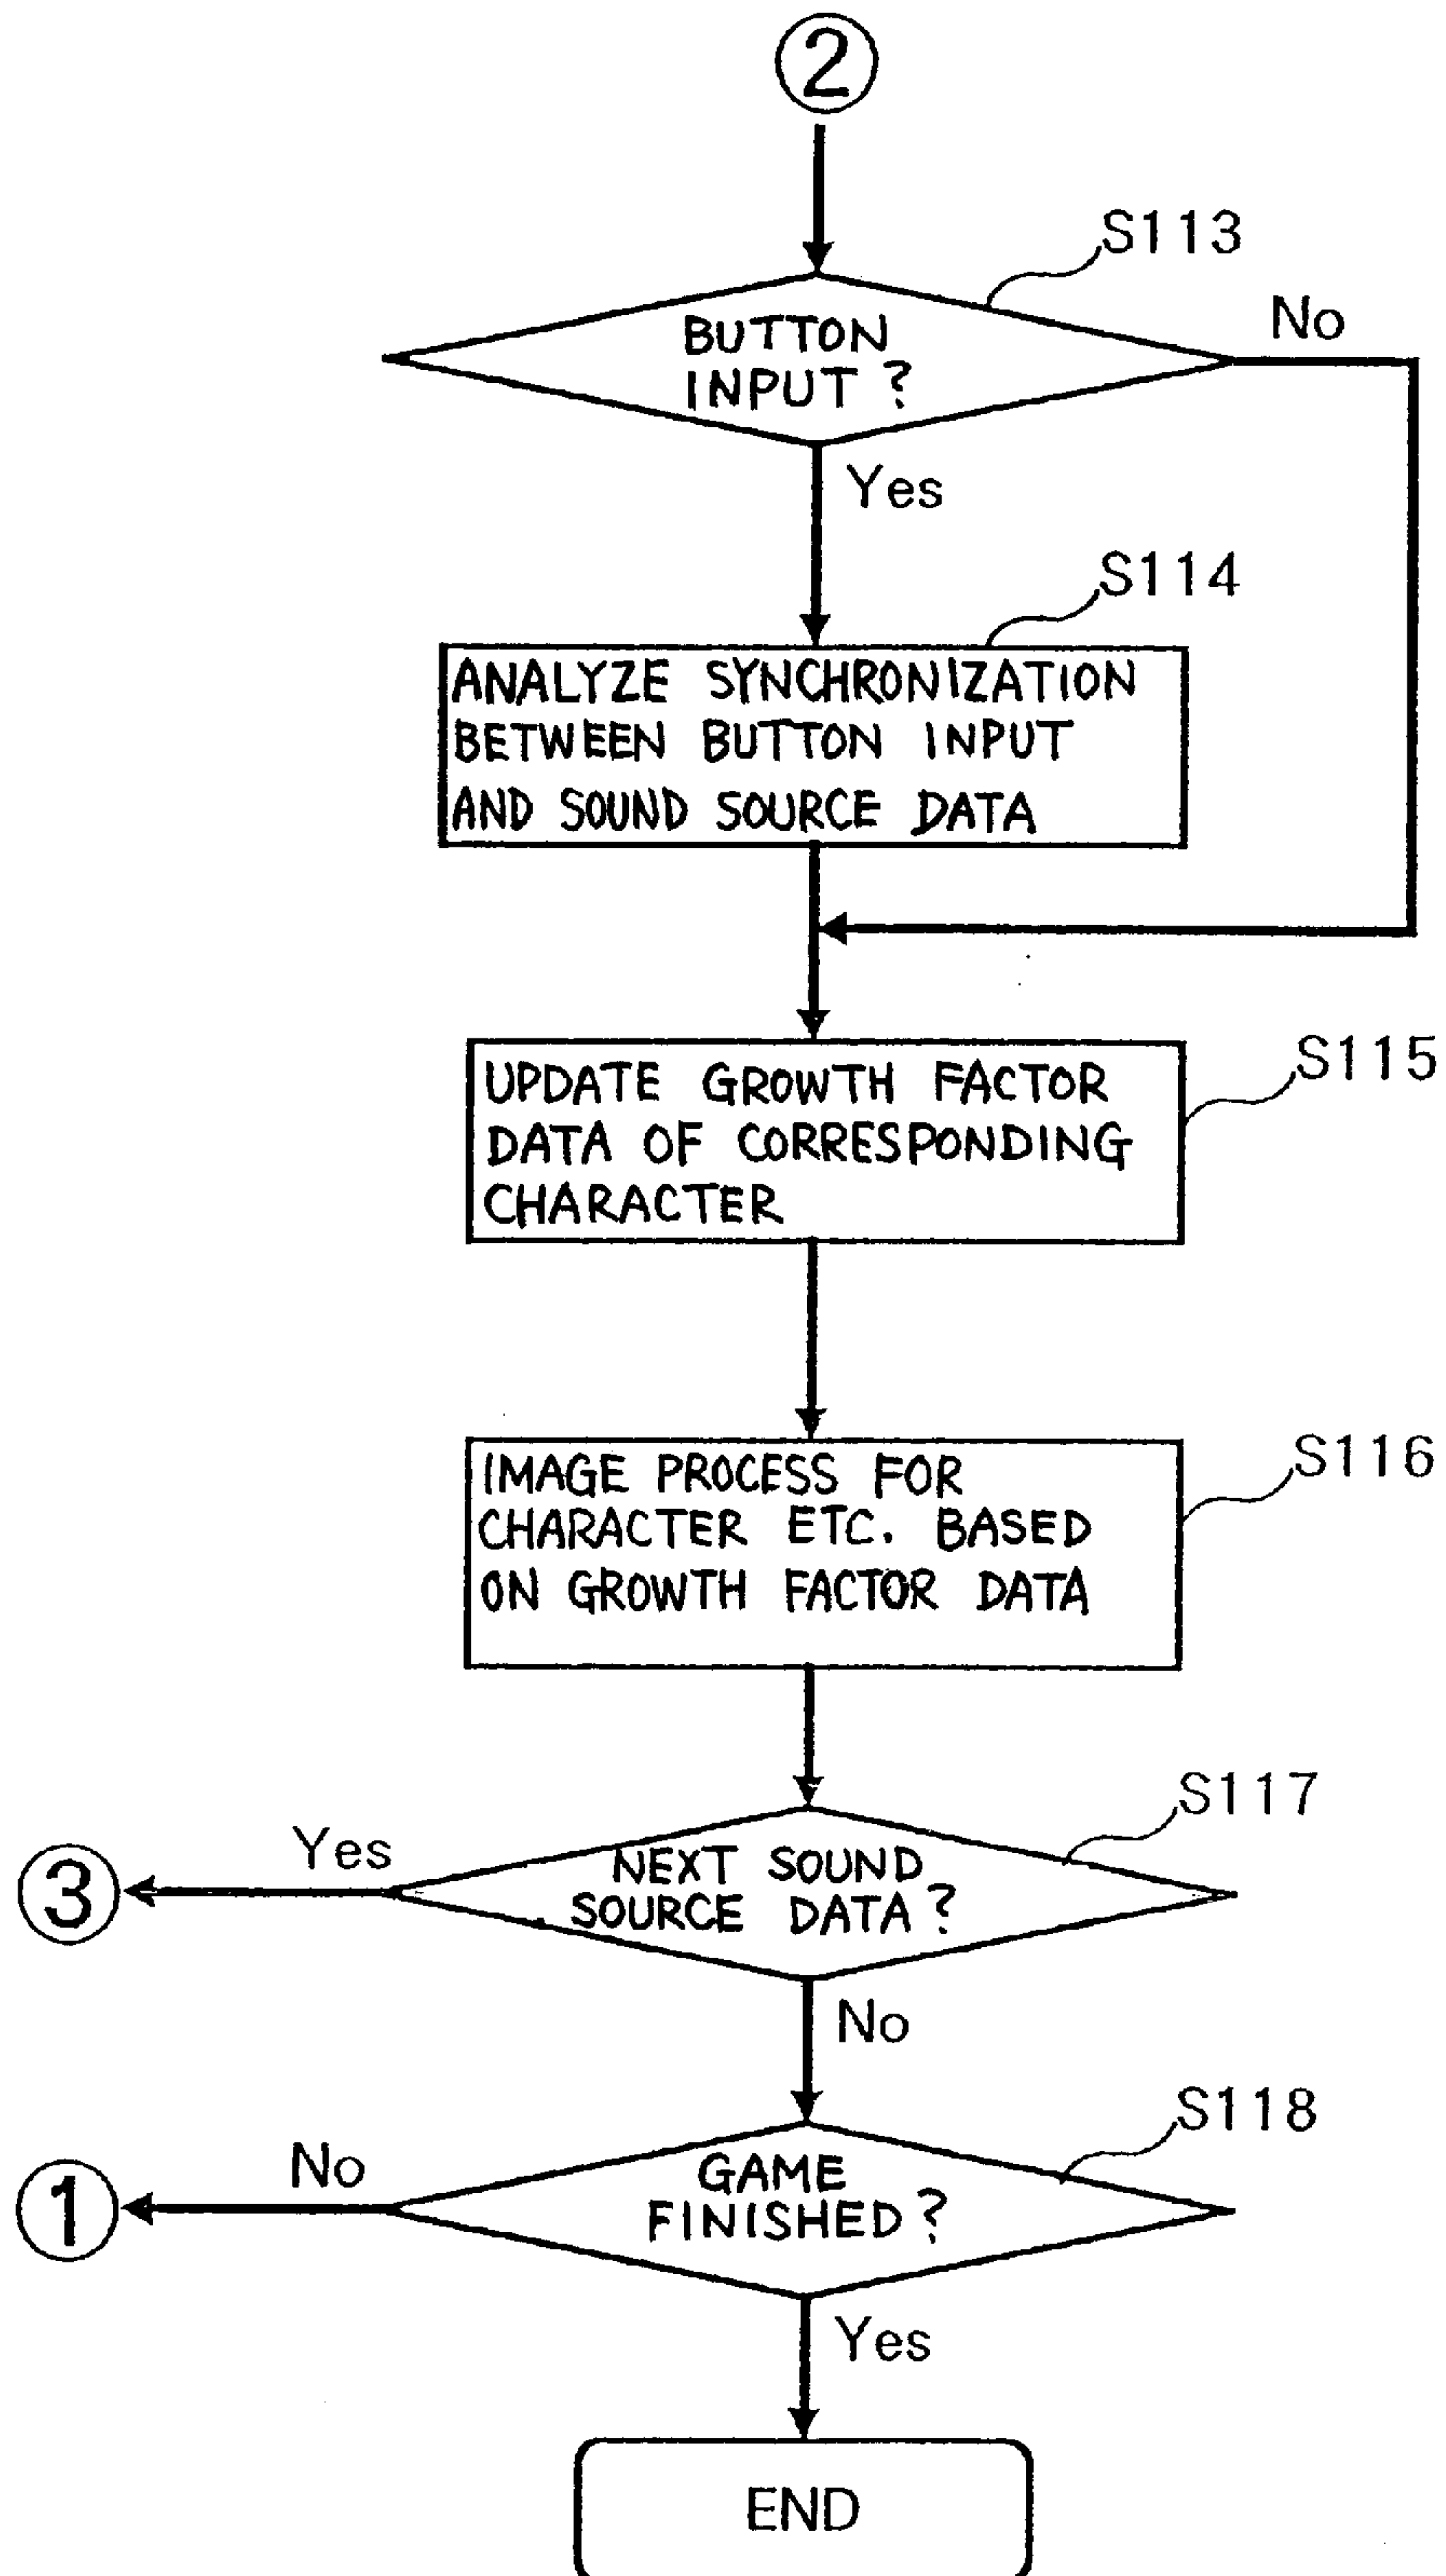 ②
S113
BUTTON
INPUT?
No
Yes
S114
ANALYZE SYNCHRONIZATION
BETWEEN BUTTON INPUT
AND SOUND SOURCE DATA
S115
UPDATE GROWTH FACTOR
DATA OF CORRESPONDING
CHARACTER
S116
IMAGE PROCESS FOR
CHARACTER ETC. BASED
ON GROWTH FACTOR DATA
S117
Yes
③
NEXT SOUND
SOURCE DATA?
No
S118
No
①
GAME
FINISHED?
Yes
END